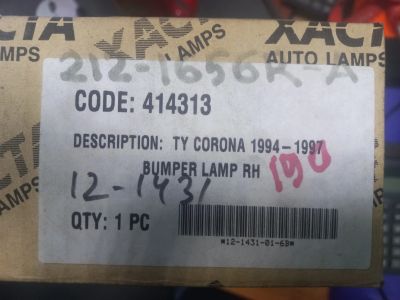 XACTA XACTA
LAMPS AUTO LAMPS
212-1656R-A
CODE: 414313
DESCRIPTION: TY CORONA 1994-1997
BUMPER LAMP RH
190
12-1431
QTY: 1 PC
*12-1431-01-6B*